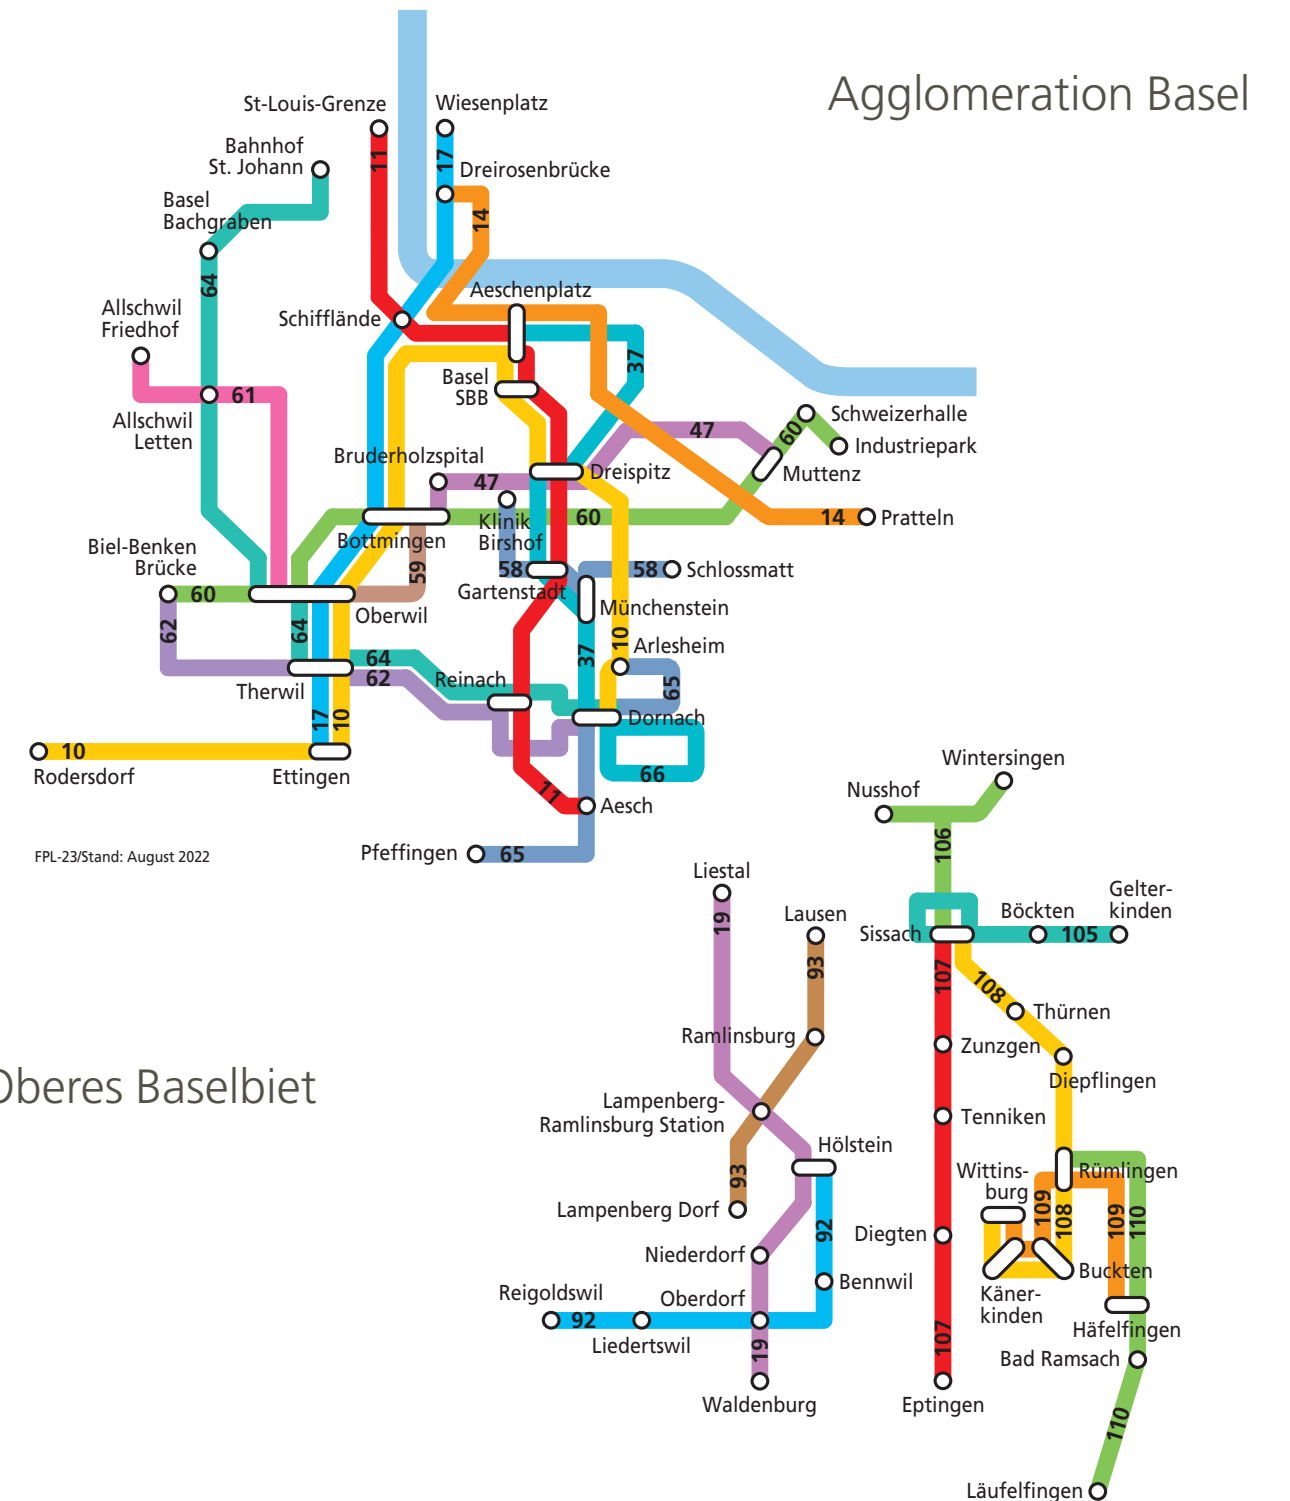 Agglomeration Basel
St-Louis-Grenze
Wiesenplatz
11
17
Bahnhof
St. Johann
Dreirosenbrücke
Basel
Bachgraben
14
64
Aeschenplatz
Allschwil
Friedhof
Schifflände
37
Basel
SBB
61
Allschwil
Letten
Schweizerhalle
47
60
Industriepark
Bruderholzspital
Dreispitz
Muttenz
47
Klinik
Birshof
60
14
Pratteln
Bottmingen
Biel-Benken
Brücke
59
58
58
Schlossmatt
Gartenstadt
60
Münchenstein
Oberwil
62
64
10
Arlesheim
64
37
62
Reinach
65
Therwil
17
10
Dornach
10
66
Rodersdorf
Ettingen
11
Aesch
FPL-23/Stand: August 2022
Pfeffingen
65
Wintersingen
Nusshof
106
Liestal
19
Lausen
93
Gelter-
kinden
Böckten
Sissach
105
107
108
Thürnen
Ramlinsburg
Zunzgen
Diepflingen
Oberes Baselbiet
Lampenberg-
Ramlinsburg Station
Tenniken
Hölstein
93
Wittins-
burg
Rümlingen
109
108
109
110
Lampenberg Dorf
92
Diegten
Niederdorf
Bennwil
Buckten
Reigoldswil
Oberdorf
Käner-
kinden
92
Liedertswil
Häfelfingen
19
107
Bad Ramsach
Waldenburg
Eptingen
110
Läufelfingen